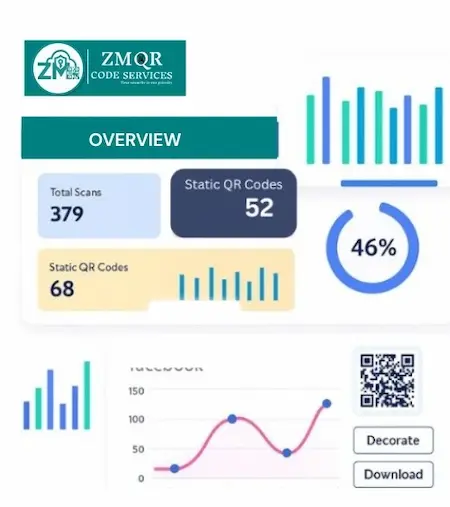 ZM
ZMQR
CODE SERVICES
OVERVIEW
Total Scans
379
Static QR Codes
52
46%
Static QR Codes
68
facebook
150
100
50
0
Decorate
Download